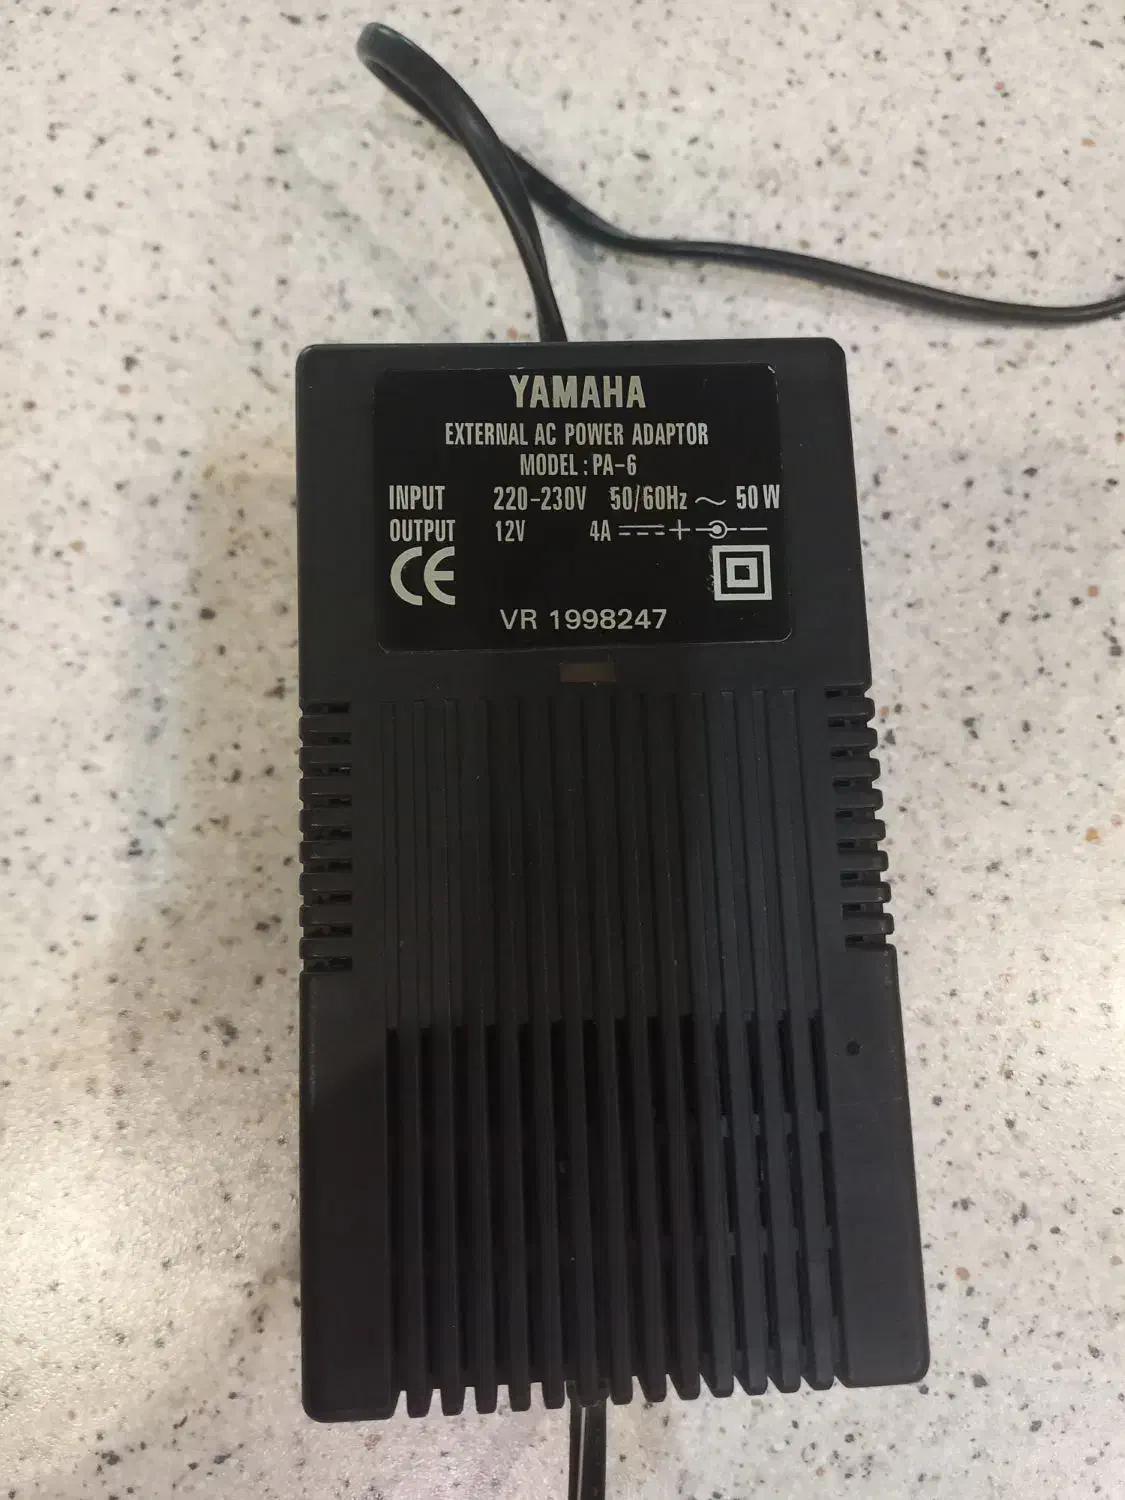 YAMAHA
EXTERNAL AC POWER ADAPTOR
MODEL : PA-6
INPUT 220-230V 50/60Hz ~ 50 W
OUTPUT 12V 4A
CE
VR 1998247